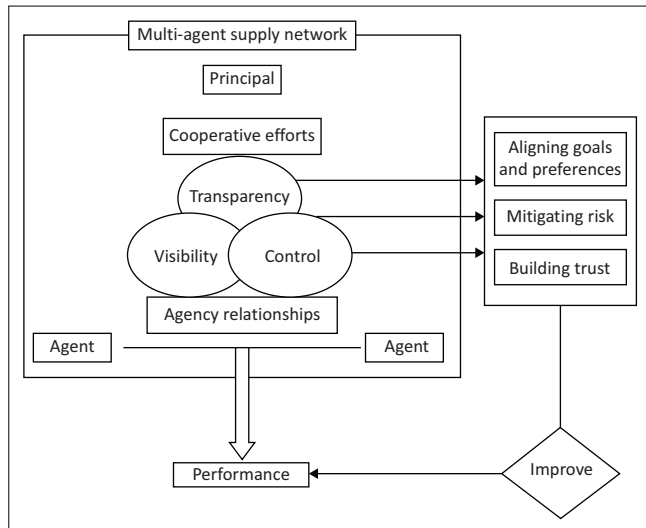 Multi-agent supply network
Principal
Cooperative efforts
Transparency
Visibility
Control
Agency relationships
Agent
Agent
Aligning goals
and preferences
Mitigating risk
Building trust
Performance
Improve